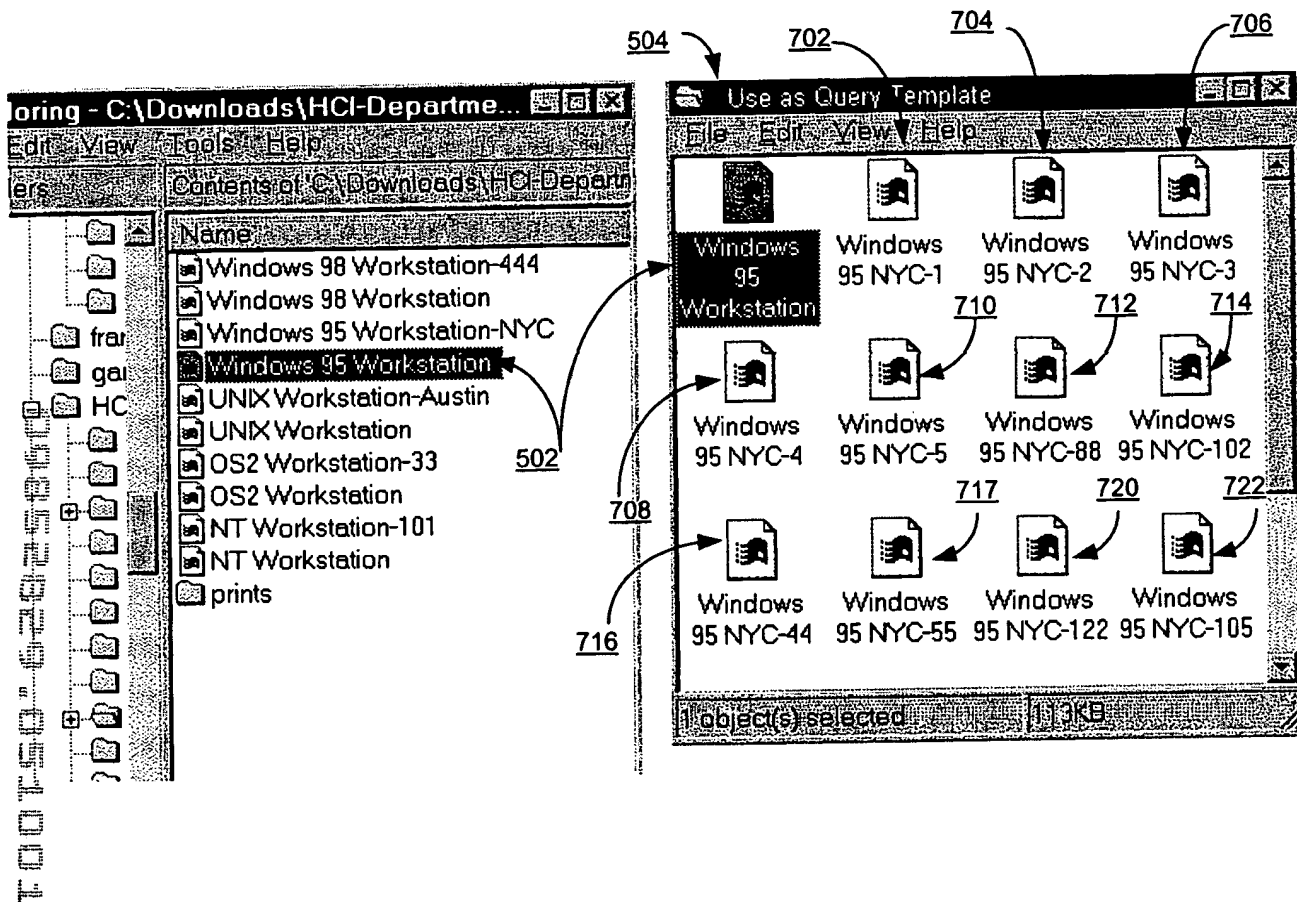 504
702
704
706
loring - C:\Downloads\HCI-Departme...
Edit View Tools Help
lers
Contents of 'C:\Downloads\HCI-Departn
Name
Windows 98 Workstation-444
Windows 98 Workstation
Windows 95 Workstation-NYC
Windows 95 Workstation
UNIX Workstation-Austin
UNIX Workstation
OS2 Workstation-33
OS2 Workstation
NT Workstation-101
NT Workstation
prints
fran
gar
HC
502
Use as Query Template
File Edit View Help
Windows 95 Workstation
Windows 95 NYC-1
Windows 95 NYC-2
Windows 95 NYC-3
710
712
714
Windows 95 NYC-4
Windows 95 NYC-5
Windows 95 NYC-88
Windows 95 NYC-102
708
717
720
722
716
Windows 95 NYC-44
Windows 95 NYC-55
Windows 95 NYC-122
Windows 95 NYC-105
1 object(s) selected